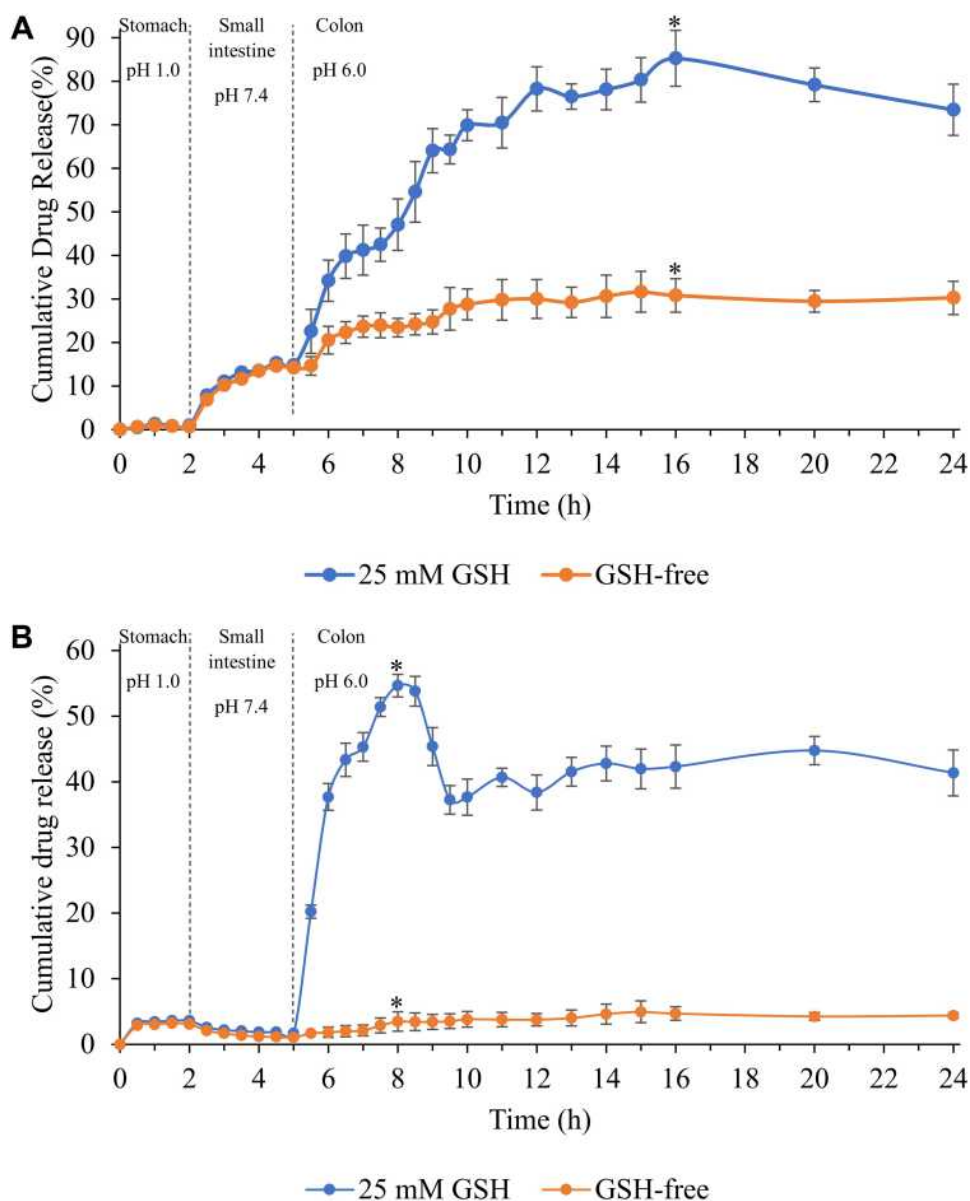 A
Stomach
Small
intestine
Colon
pH 1.0
pH 7.4
pH 6.0
Cumulative Drug Release(%)
90
80
70
60
50
40
30
20
10
0
*
*
0 2 4 6 8 10 12 14 16 18 20 22 24
Time (h)
25 mM GSH GSH-free
B
Stomach
Small
intestine
Colon
pH 1.0
pH 7.4
pH 6.0
Cumulative drug release (%)
60
50
40
30
20
10
0
*
*
0 2 4 6 8 10 12 14 16 18 20 22 24
Time (h)
25 mM GSH GSH-free